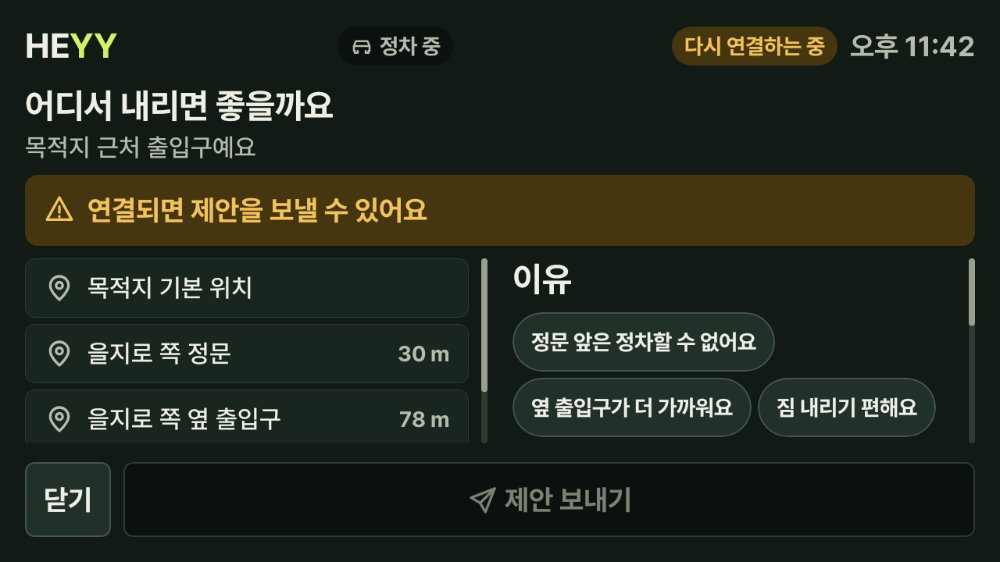 HEYY
정차 중
다시 연결하는 중
오후 11:42
어디서 내리면 좋을까요
목적지 근처 출입구예요
연결되면 제안을 보낼 수 있어요
목적지 기본 위치
을지로 쪽 정문 30 m
을지로 쪽 옆 출입구 78 m
이유
정문 앞은 정차할 수 없어요
옆 출입구가 더 가까워요
짐 내리기 편해요
닫기
제안 보내기